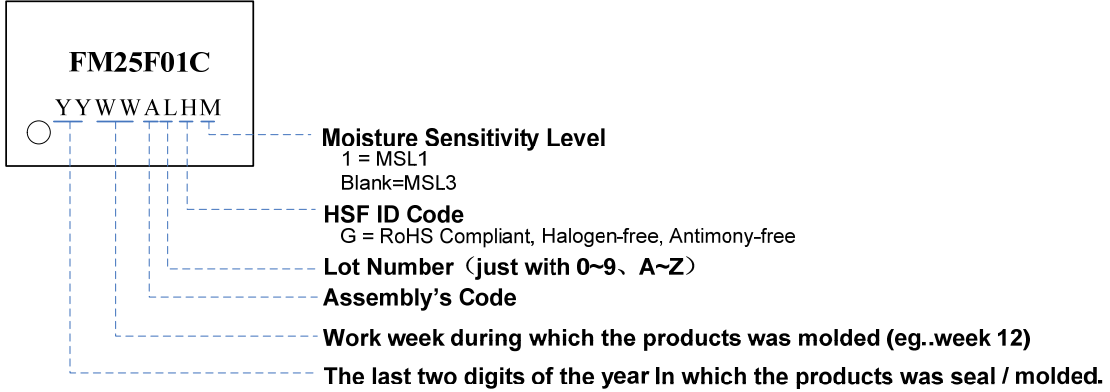 FM25F01C
YYWWALHM
Moisture Sensitivity Level
1 = MSL1
Blank=MSL3
HSF ID Code
G = RoHS Compliant, Halogen-free, Antimony-free
Lot Number（just with 0~9、A~Z）
Assembly's Code
Work week during which the products was molded (eg..week 12)
The last two digits of the year In which the products was seal / molded.